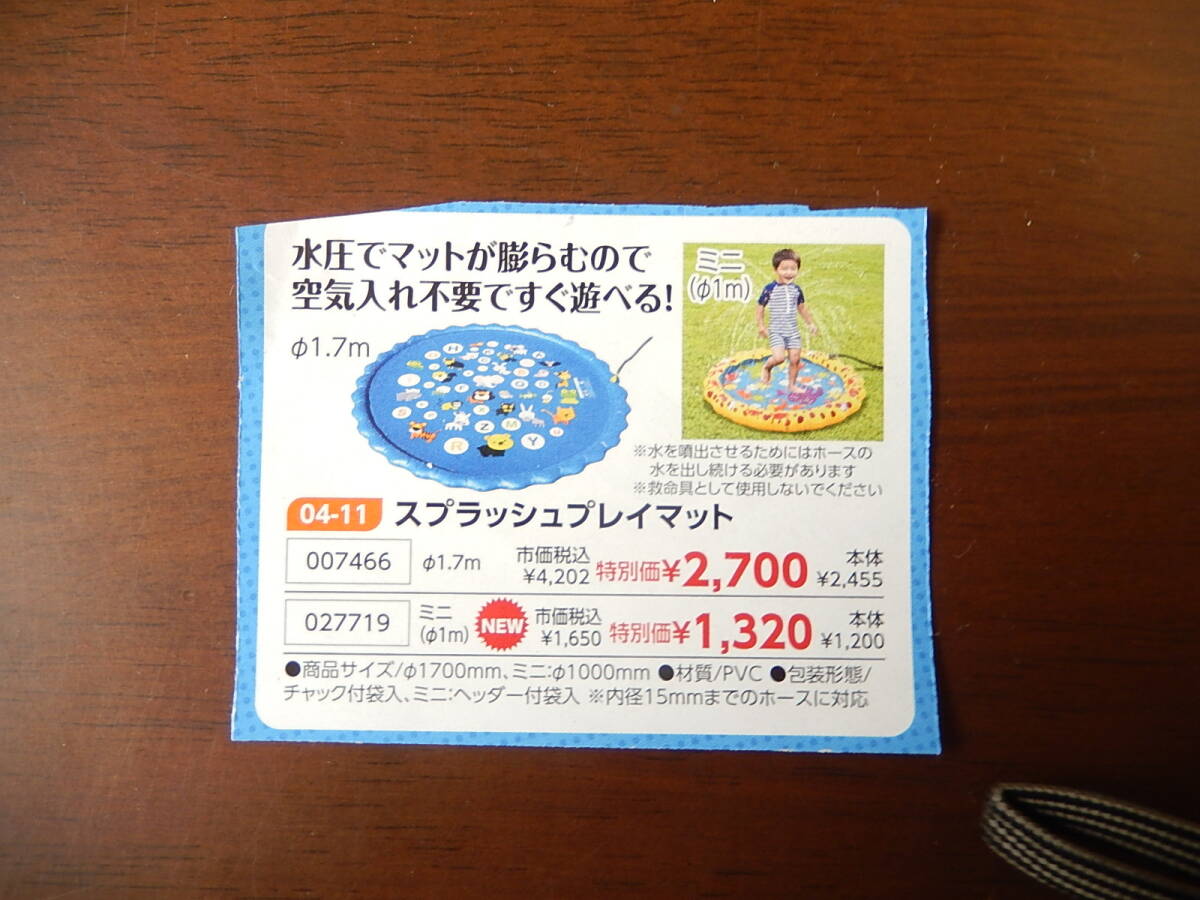 水圧でマットが膨らむので
空気入れ不要ですぐ遊べる!
φ1.7m
ミニ
(φ1m)
※水を噴出させるためにはホースの
水を出し続ける必要があります
※救命具として使用しないでください
04-11 スプラッシュプレイマット
007466 φ1.7m 市価税込 ¥4,202 特別価¥2,700 本体 ¥2,455
027719 ミニ (φ1m) NEW 市価税込 ¥1,650 特別価¥1,320 本体 ¥1,200
●商品サイズ/φ1700mm、ミニ:φ1000mm ●材質/PVC ●包装形態/
チャック付袋入、ミニ:ヘッダー付袋入 ※内径15mmまでのホースに対応